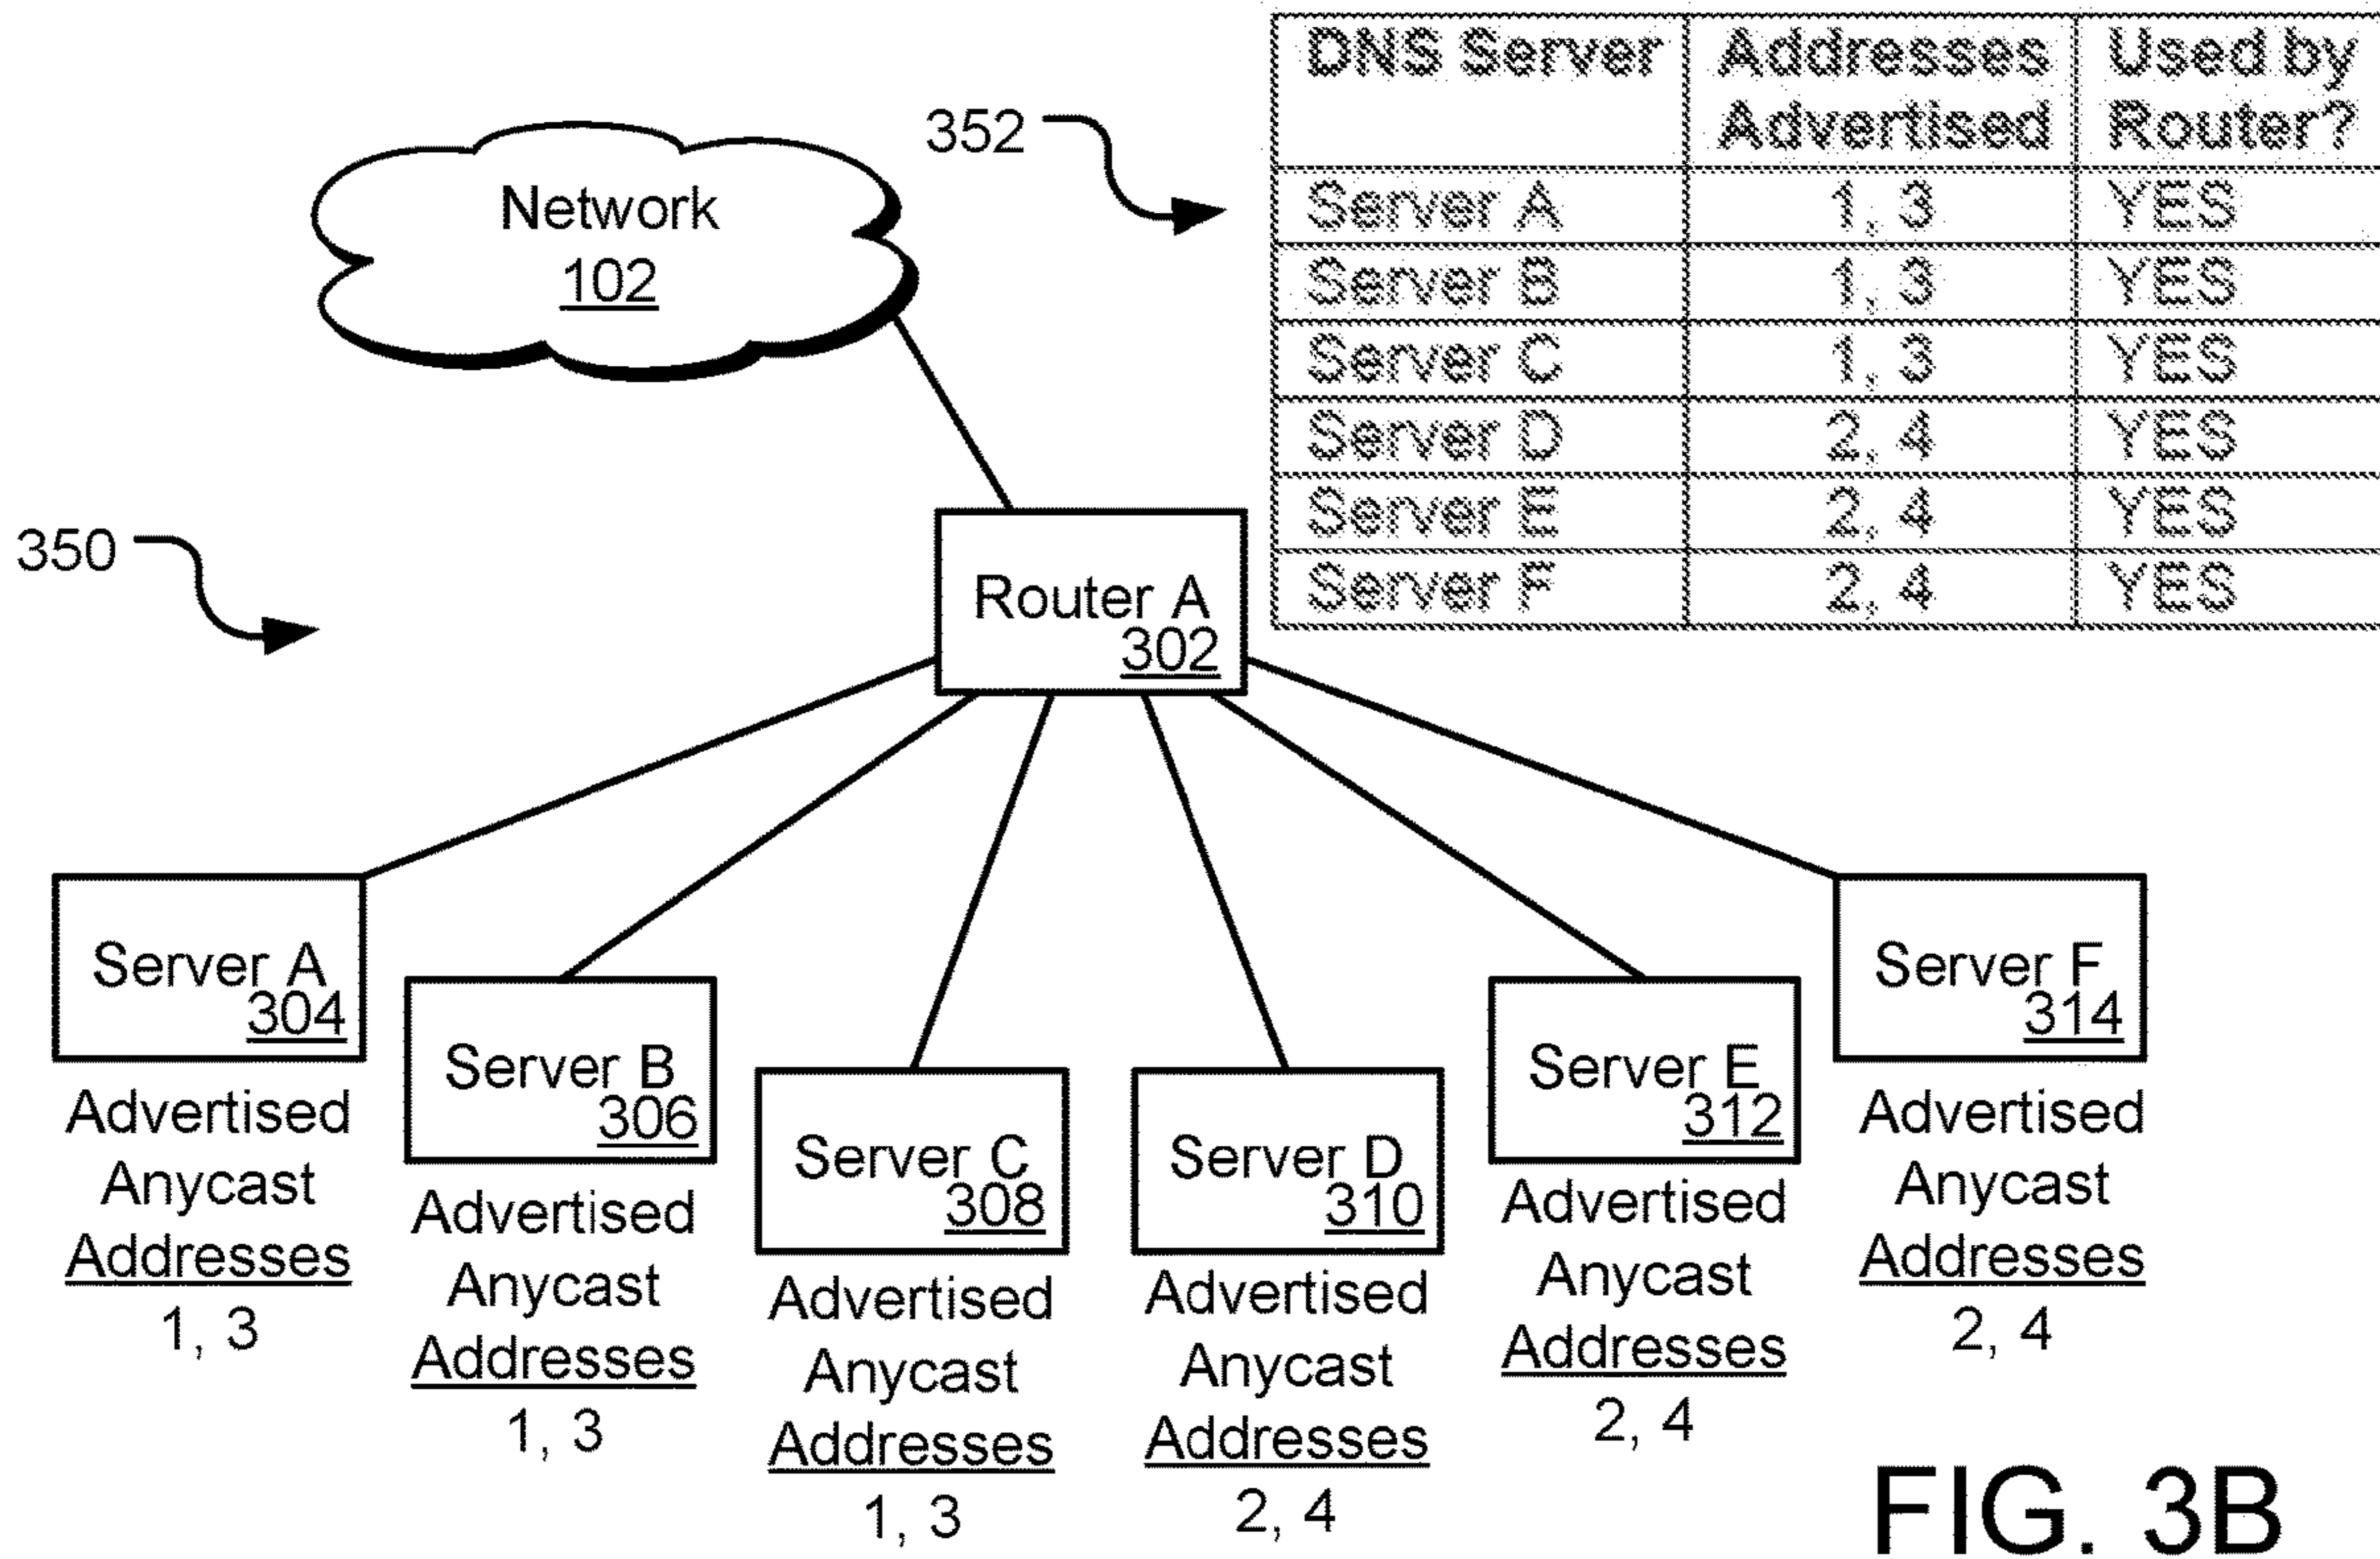 DNS Server Addresses Used by
Advertised Router?
Server A 1, 3 YES
Server B 1, 3 YES
Server C 1, 3 YES
Server D 2, 4 YES
Server E 2, 4 YES
Server F 2, 4 YES
352
Network
102
350
Router A
302
Server A
304
Advertised
Anycast
Addresses
1, 3
Server B
306
Advertised
Anycast
Addresses
1, 3
Server C
308
Advertised
Anycast
Addresses
1, 3
Server D
310
Advertised
Anycast
Addresses
2, 4
Server E
312
Advertised
Anycast
Addresses
2, 4
Server F
314
Advertised
Anycast
Addresses
2, 4
FIG. 3B